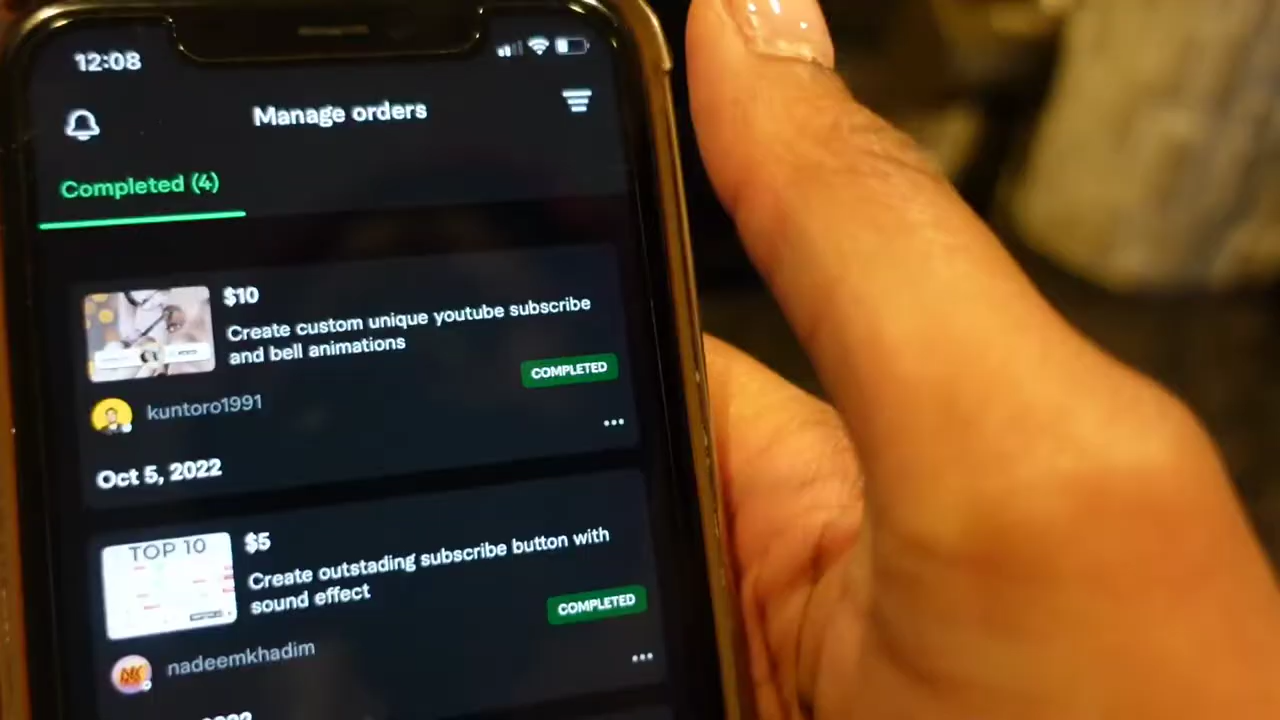 12:08
Manage orders
Completed (4)
$10
Create custom unique youtube subscribe
and bell animations
COMPLETED
kuntoro1991
Oct 5, 2022
TOP 10
$5
Create outstading subscribe button with
sound effect
COMPLETED
nadeemkhadim